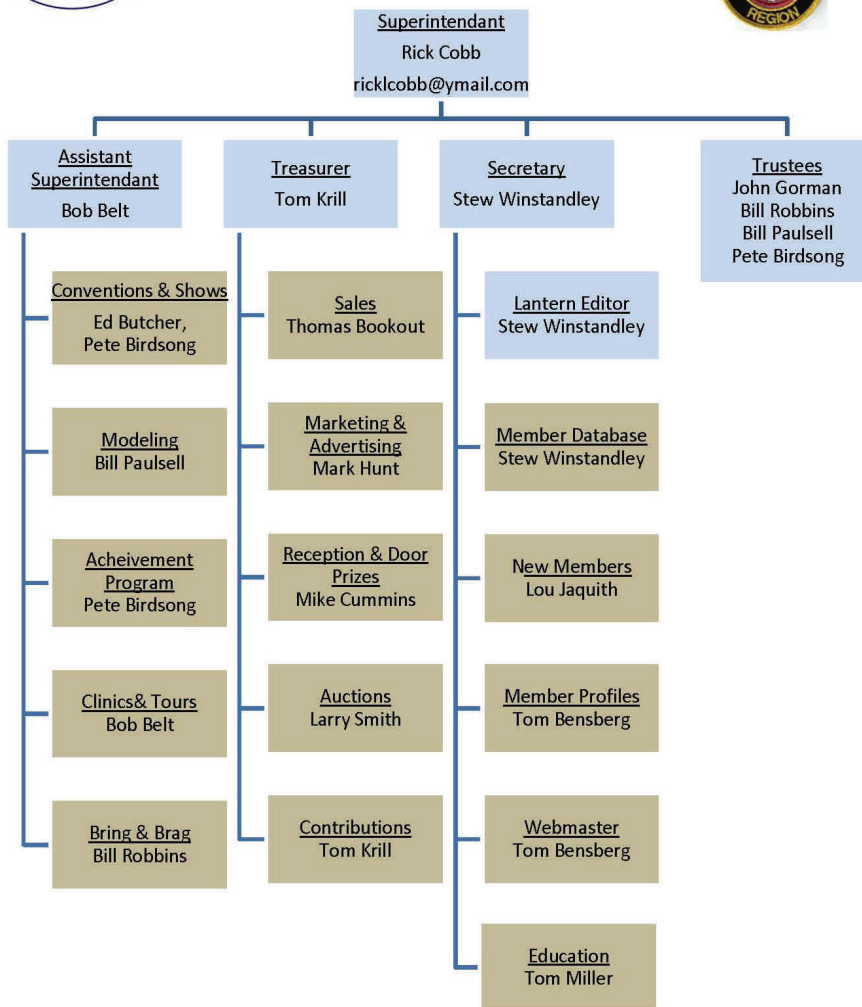 REGION
Superintendant
Rick Cobb
ricklcobb@ymail.com
Assistant
Superintendant
Bob Belt
Treasurer
Tom Krill
Secretary
Stew Winstandley
Trustees
John Gorman
Bill Robbins
Bill Paulsell
Pete Birdsong
Conventions & Shows
Ed Butcher,
Pete Birdsong
Modeling
Bill Paulsell
Acheivement
Program
Pete Birdsong
Clinics& Tours
Bob Belt
Bring & Brag
Bill Robbins
Sales
Thomas Bookout
Marketing &
Advertising
Mark Hunt
Reception & Door
Prizes
Mike Cummins
Auctions
Larry Smith
Contributions
Tom Krill
Lantern Editor
Stew Winstandley
Member Database
Stew Winstandley
New Members
Lou Jaquith
Member Profiles
Tom Bensberg
Webmaster
Tom Bensberg
Education
Tom Miller